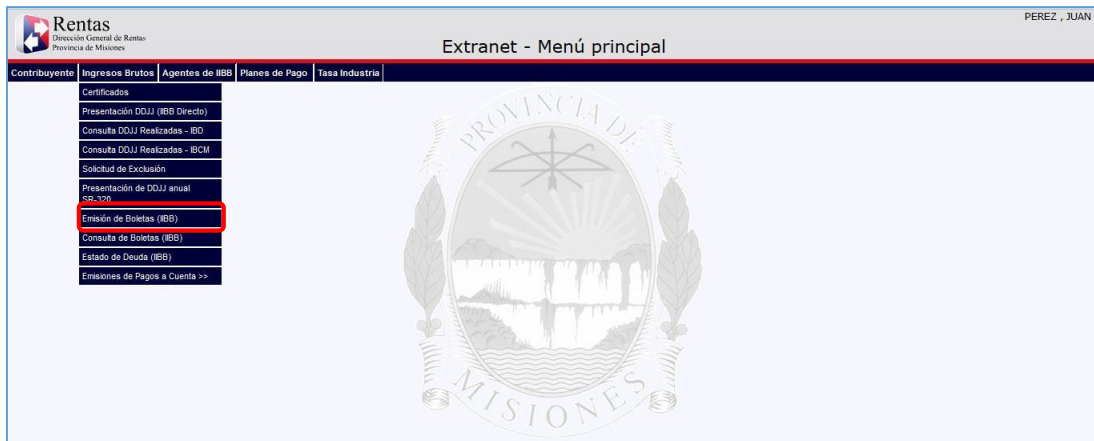 Rentas
Dirección General de Rentas
Provincia de Misiones
PEREZ , JUAN
Extranet - Menú principal
Contribuyente Ingresos Brutos Agentes de IIBB Planes de Pago Tasa Industria
Certificados
Presentación DDJJ (IIBB Directo)
Consulta DDJJ Realizadas - IBD
Consulta DDJJ Realizadas - IBCM
Solicitud de Exclusión
Presentación de DDJJ anual
SR-320
Emisión de Boletas (IIBB)
Consulta de Boletas (IIBB)
Estado de Deuda (IIBB)
Emisiones de Pagos a Cuenta >>
PROVINCIA DE
MISIONES